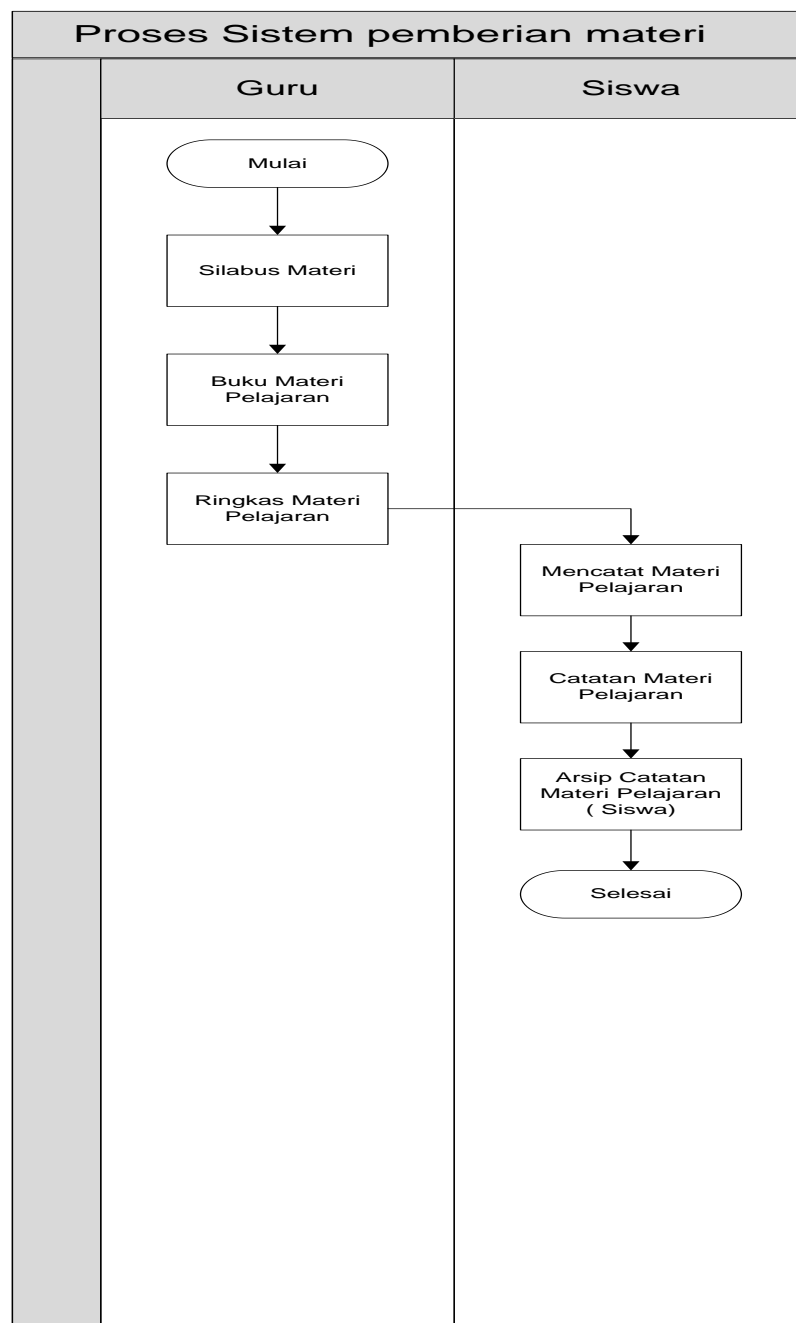 Proses Sistem pemberian materi
Guru
Siswa
Mulai
Silabus Materi
Buku Materi
Pelajaran
Ringkas Materi
Pelajaran
Mencatat Materi
Pelajaran
Catatan Materi
Pelajaran
Arsip Catatan
Materi Pelajaran
( Siswa)
Selesai